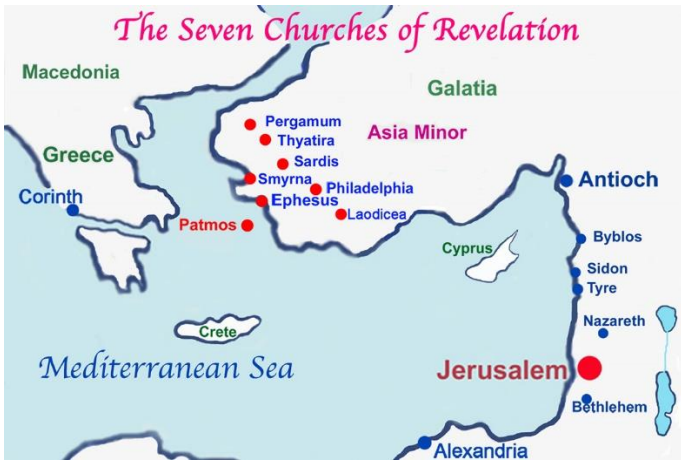 The Seven Churches of Revelation
Macedonia
Galatia
Pergamum
Asia Minor
Thyatira
Greece
Sardis
Smyrna
Philadelphia
Antioch
Corinth
Ephesus
Laodicea
Patmos
Byblos
Cyprus
Sidon
Tyre
Nazareth
Crete
Mediterranean Sea
Jerusalem
Bethlehem
Alexandria